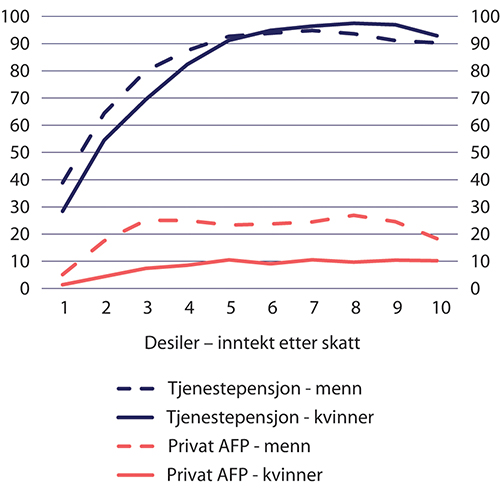 100 100
90 90
80 80
70 70
60 60
50 50
40 40
30 30
20 20
10 10
0 0
1 2 3 4 5 6 7 8 9 10
Desiler – inntekt etter skatt
Tjenestepensjon - menn
Tjenestepensjon - kvinner
Privat AFP - menn
Privat AFP - kvinner